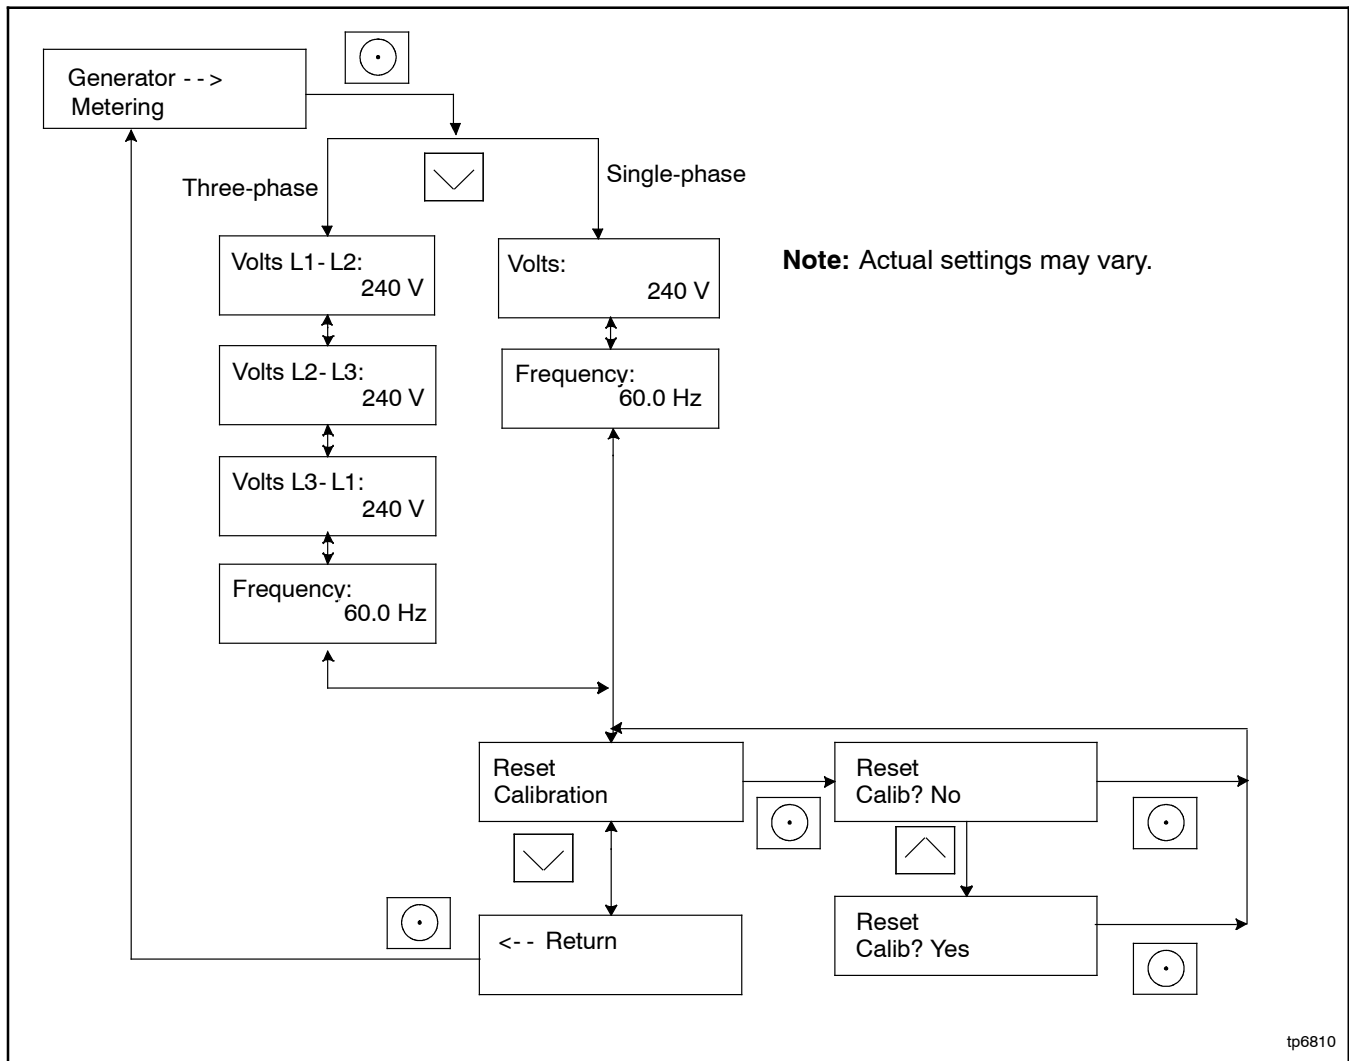 Generator - - >
Metering
Three-phase
Single-phase
Volts L1- L2:
240 V
Volts:
240 V
Note: Actual settings may vary.
Volts L2- L3:
240 V
Frequency:
60.0 Hz
Volts L3- L1:
240 V
Frequency:
60.0 Hz
Reset
Calibration
Reset
Calib? No
<- - Return
Reset
Calib? Yes
tp6810